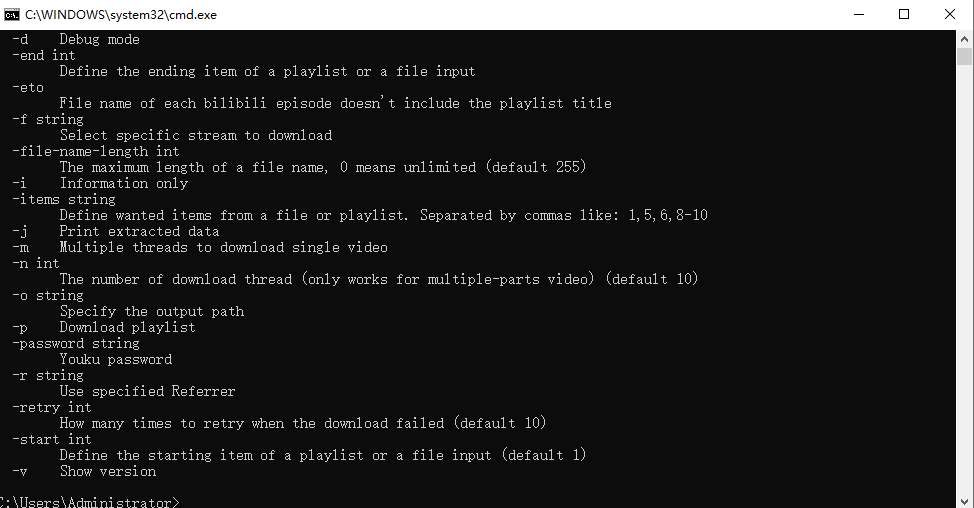 C:\WINDOWS\system32\cmd.exe
-d    Debug mode
-end int
Define the ending item of a playlist or a file input
-eto
File name of each bilibili episode doesn't include the playlist title
-f string
Select specific stream to download
-file-name-length int
The maximum length of a file name, 0 means unlimited (default 255)
-i    Information only
-items string
Define wanted items from a file or playlist. Separated by commas like: 1,5,6,8-10
-j    Print extracted data
-m    Multiple threads to download single video
-n int
The number of download thread (only works for multiple-parts video) (default 10)
-o string
Specify the output path
-p    Download playlist
-password string
Youku password
-r string
Use specified Referrer
-retry int
How many times to retry when the download failed (default 10)
-start int
Define the starting item of a playlist or a file input (default 1)
-v    Show version
C:\Users\Administrator>